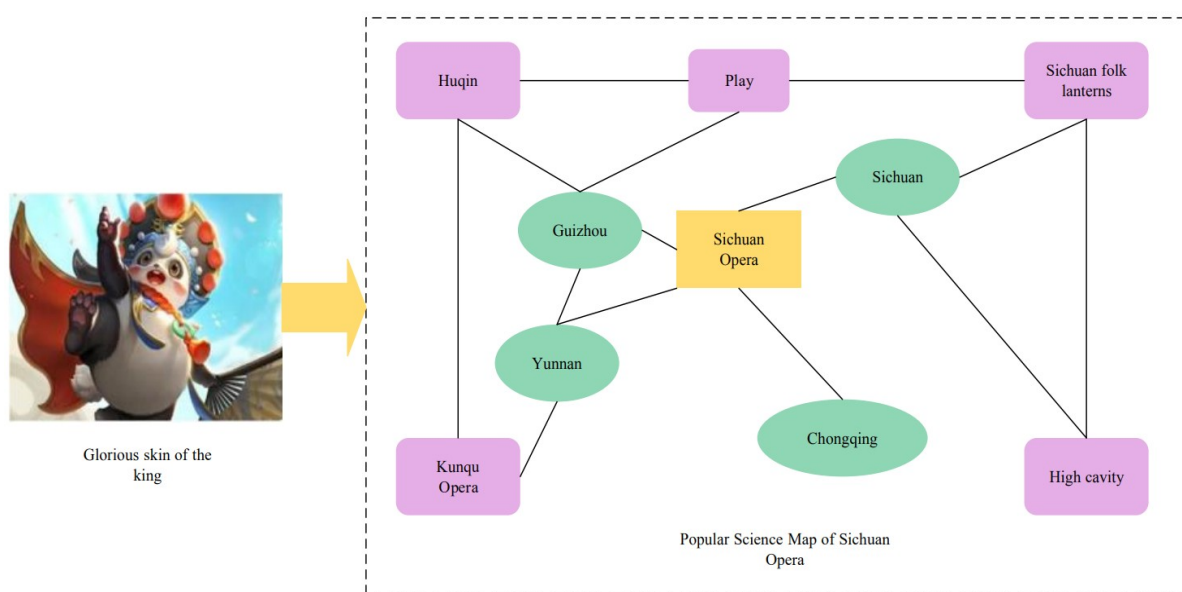 Huqin
Play
Sichuan folk
lanterns
Sichuan
Guizhou
Sichuan
Opera
Yunnan
Chongqing
Kunqu
Opera
High cavity
Glorious skin of the
king
Popular Science Map of Sichuan
Opera